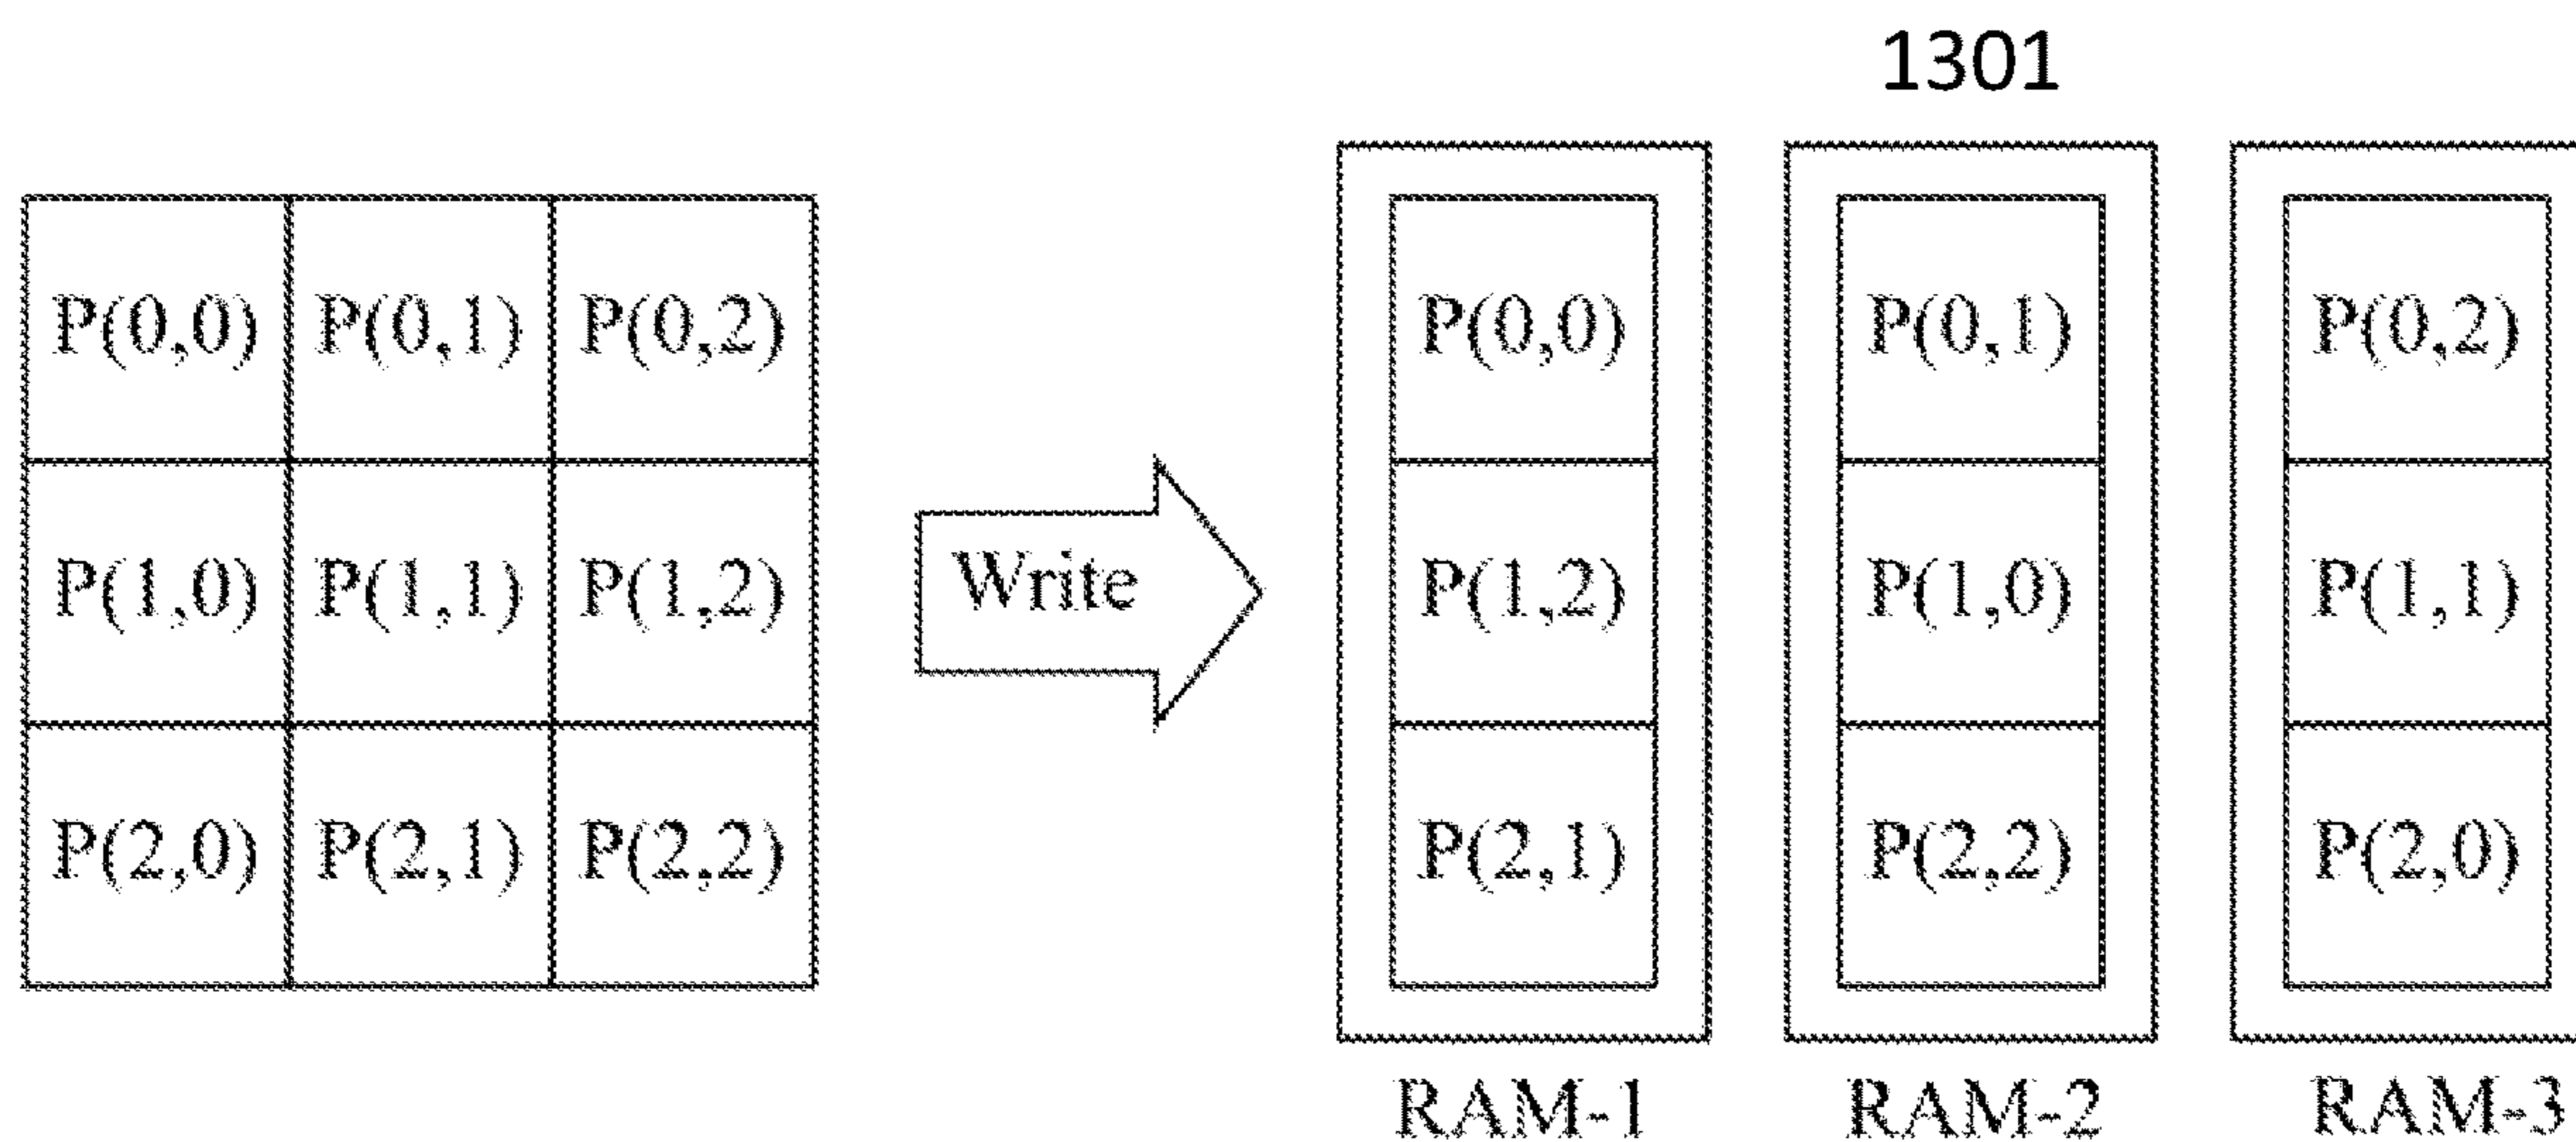 1301
P(0,0) P(0,1) P(0,2) P(0,0) P(0,1) P(0,2)
P(1,0) P(1,1) P(1,2) Write P(1,2) P(1,0) P(1,1)
P(2,0) P(2,1) P(2,2) P(2,1) P(2,2) P(2,0)
RAM-1 RAM-2 RAM-3